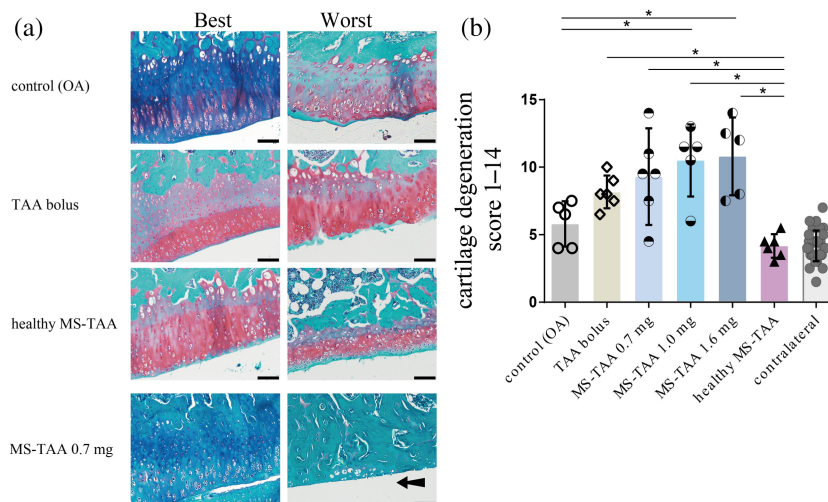 (a)
Best
Worst
control (OA)
TAA bolus
healthy MS-TAA
MS-TAA 0.7 mg
(b)
*
*
*
*
*
*
cartilage degeneration
score 1–14
15
10
5
0
control (OA)
TAA bolus
MS-TAA 0.7 mg
MS-TAA 1.0 mg
MS-TAA 1.6 mg
healthy MS-TAA
contralateral